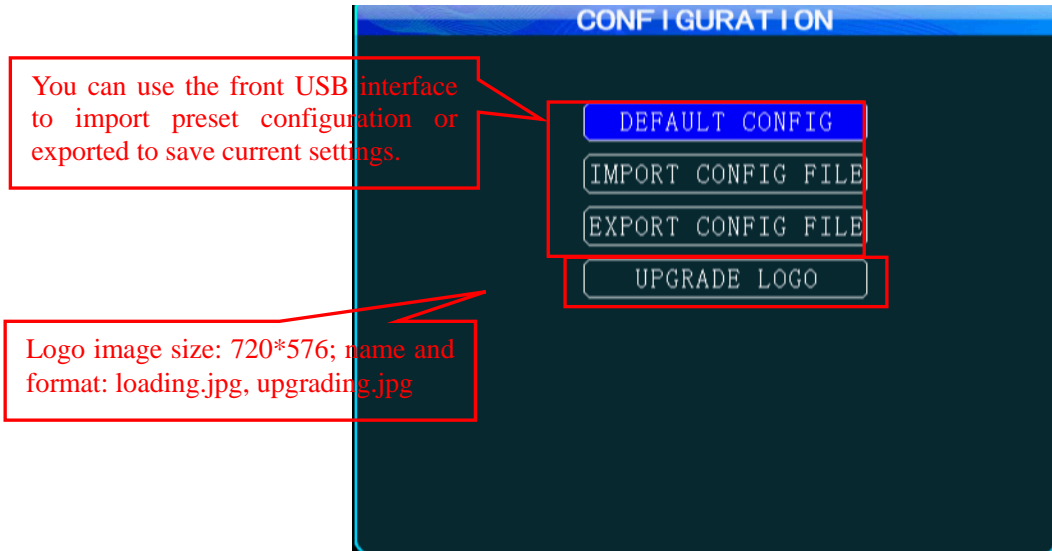 CONFIGURATION
You can use the front USB interface
to import preset configuration or
exported to save current settings.
DEFAULT CONFIG
IMPORT CONFIG FILE
EXPORT CONFIG FILE
UPGRADE LOGO
Logo image size: 720*576; name and
format: loading.jpg, upgrading.jpg